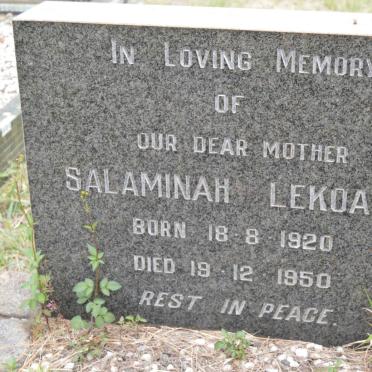 IN LOVING MEMORY
OF
OUR DEAR MOTHER
SALAMINAH LEKOA
BORN 18-8 1920
DIED 19-12 1950
REST IN PEACE.